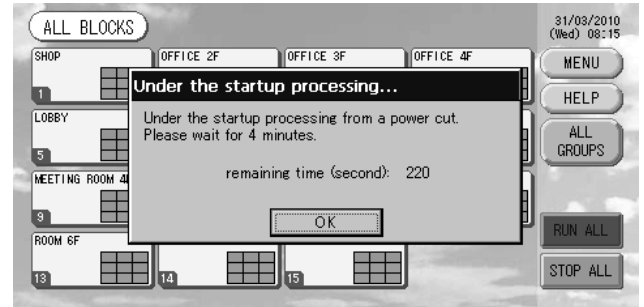 ALL BLOCKS
31/03/2010
(Wed) 08:15
SHOP
OFFICE 2F
OFFICE 3F
OFFICE 4F
MENU
1
Under the startup processing...
HELP
LOBBY
Under the startup processing from a power cut.
Please wait for 4 minutes.
ALL
GROUPS
5
remaining time (second): 220
MEETING ROOM 4
9
OK
RUN ALL
ROOM 6F
13
14
15
STOP ALL